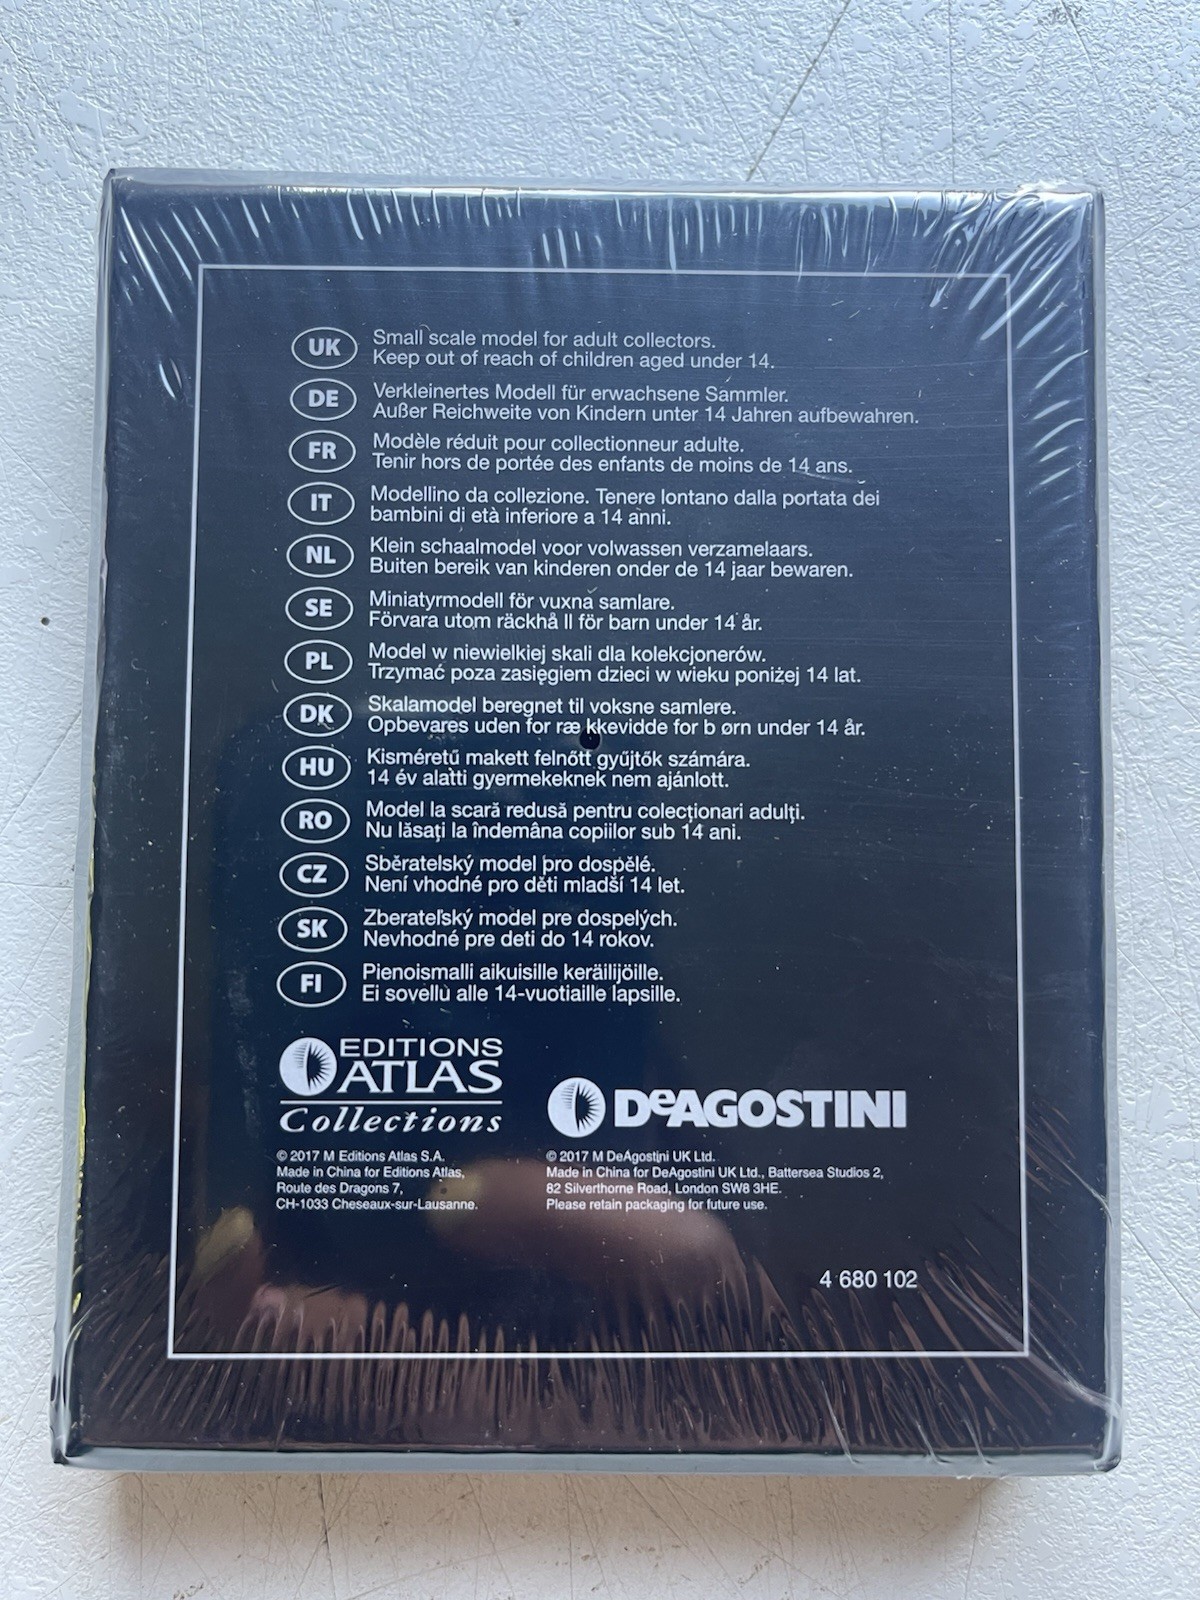 UK Small scale model for adult collectors.
Keep out of reach of children aged under 14.
DE Verkleinertes Modell für erwachsene Sammler.
Außer Reichweite von Kindern unter 14 Jahren aufbewahren.
FR Modèle réduit pour collectionneur adulte.
Tenir hors de portée des enfants de moins de 14 ans.
IT Modellino da collezione. Tenere lontano dalla portata dei
bambini di età inferiore a 14 anni.
NL Klein schaalmodel voor volwassen verzamelaars.
Buiten bereik van kinderen onder de 14 jaar bewaren.
SE Miniatyrmodell för vuxna samlare.
Förvara utom räckhå ll för barn under 14 år.
PL Model w niewielkiej skali dla kolekcjonerów.
Trzymać poza zasięgiem dzieci w wieku poniżej 14 lat.
DK Skalamodel beregnet til voksne samlere.
Opbevares uden for ræ kkevidde for b ørn under 14 år.
HU Kisméretű makett felnőtt gyűjtők számára.
14 év alatti gyermekeknek nem ajánlott.
RO Model la scară redusă pentru colecționari adulți.
Nu lăsați la îndemâna copiilor sub 14 ani.
CZ Sběratelský model pro dospělé.
Není vhodné pro děti mladší 14 let.
SK Zberateľský model pre dospelých.
Nevhodné pre deti do 14 rokov.
FI Pienoismalli aikuisille keräilijöille.
Ei sovellu alle 14-vuotiaille lapsille.
EDITIONS
ATLAS
Collections
DeAGOSTINI
© 2017 M Editions Atlas S.A.
Made in China for Editions Atlas,
Route des Dragons 7,
CH-1033 Cheseaux-sur-Lausanne.
© 2017 M DeAgostini UK Ltd.
Made in China for DeAgostini UK Ltd., Battersea Studios 2,
82 Silverthorne Road, London SW8 3HE.
Please retain packaging for future use.
4 680 102